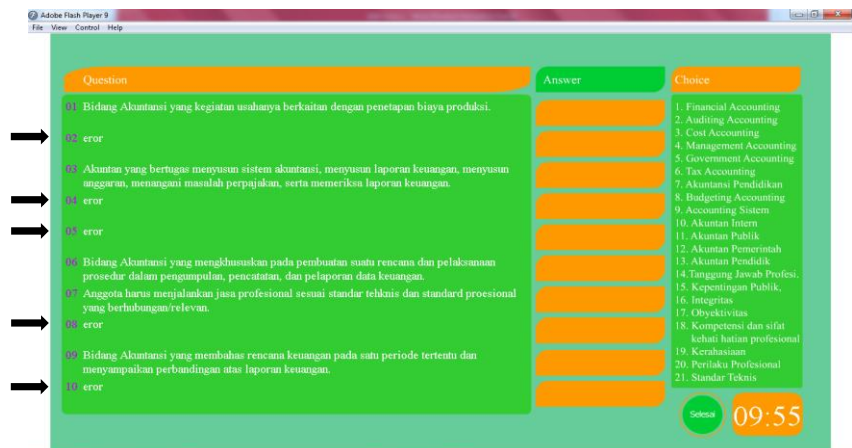 Adobe Flash Player 9
File View Control Help
Question
Answer
Choice
01 Bidang Akuntansi yang kegiatan usahanya berkaitan dengan penetapan biaya produksi.
02 eror
03 Akuntan yang bertugas menyusun sistem akuntansi, menyusun laporan keuangan, menyusun
anggaran, menangani masalah perpajakan, serta memeriksa laporan keuangan.
04 eror
05 eror
06 Bidang Akuntansi yang mengkhususkan pada pembuatan suatu rencana dan pelaksanaan
prosedur dalam pengumpulan, pencatatan, dan pelaporan data keuangan.
07 Anggota harus menjalankan jasa profesional sesuai standar tehknis dan standard proesional
yang berhubungan/relevan.
08 eror
09 Bidang Akuntansi yang membahas rencana keuangan pada satu periode tertentu dan
menyampaikan perbandingan atas laporan keuangan.
10 eror
1. Financial Accounting
2. Auditing Accounting
3. Cost Accounting
4. Management Accounting
5. Government Accounting
6. Tax Accounting
7. Akuntansi Pendidikan
8. Budgeting Accounting
9. Accounting Sistem
10. Akuntan Intern
11. Akuntan Publik
12. Akuntan Pemerintah
13. Akuntan Pendidik
14.Tanggung Jawab Profesi.
15. Kepentingan Publik,
16. Integritas
17. Obyektivitas
18. Kompetensi dan sifat
kehati hatian profesional
19. Kerahasiaan
20. Perilaku Profesional
21. Standar Teknis
Selesai
09:55